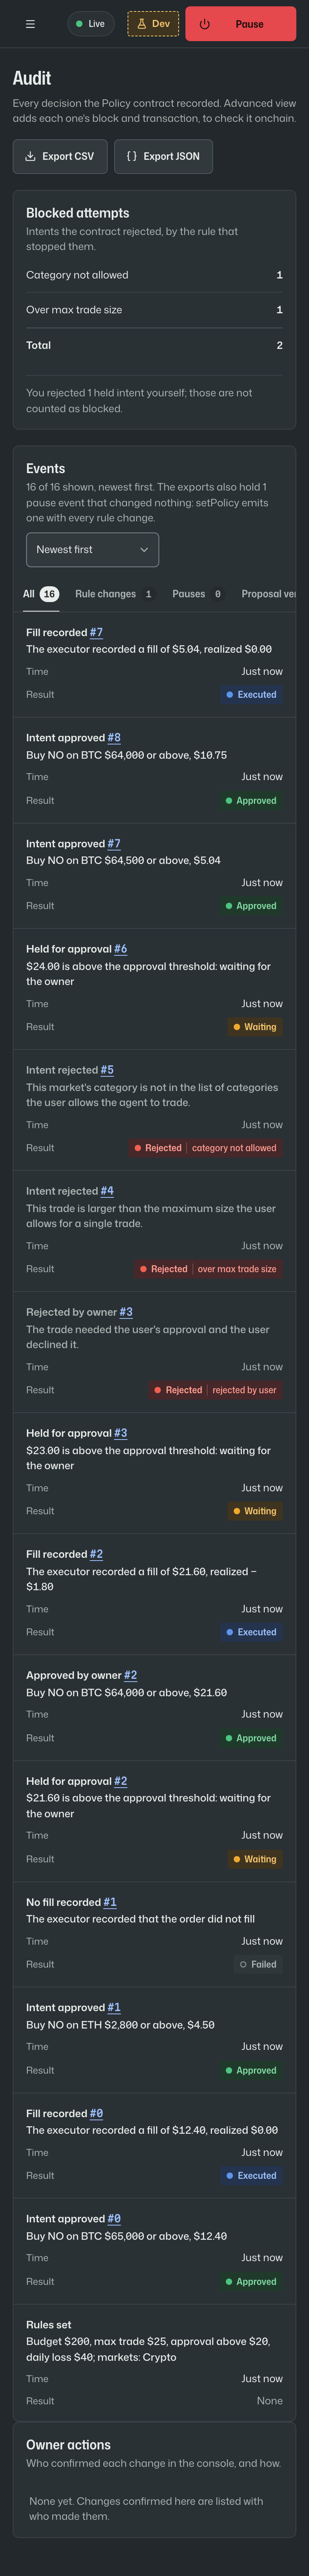 Live
Dev
Pause
Audit
Every decision the Policy contract recorded. Advanced view
adds each one's block and transaction, to check it onchain.
Export CSV
Export JSON
Blocked attempts
Intents the contract rejected, by the rule that
stopped them.
Category not allowed 1
Over max trade size 1
Total 2
You rejected 1 held intent yourself; those are not
counted as blocked.
Events
16 of 16 shown, newest first. The exports also hold 1
pause event that changed nothing: setPolicy emits
one with every rule change.
Newest first
All 16 Rule changes 1 Pauses 0 Proposal ver
Fill recorded #7
The executor recorded a fill of $5.04, realized $0.00
Time Just now
Result Executed
Intent approved #8
Buy NO on BTC $64,000 or above, $10.75
Time Just now
Result Approved
Intent approved #7
Buy NO on BTC $64,500 or above, $5.04
Time Just now
Result Approved
Held for approval #6
$24.00 is above the approval threshold: waiting for
the owner
Time Just now
Result Waiting
Intent rejected #5
This market's category is not in the list of categories
the user allows the agent to trade.
Time Just now
Result Rejected category not allowed
Intent rejected #4
This trade is larger than the maximum size the user
allows for a single trade.
Time Just now
Result Rejected over max trade size
Rejected by owner #3
The trade needed the user's approval and the user
declined it.
Time Just now
Result Rejected rejected by user
Held for approval #3
$23.00 is above the approval threshold: waiting for
the owner
Time Just now
Result Waiting
Fill recorded #2
The executor recorded a fill of $21.60, realized −
$1.80
Time Just now
Result Executed
Approved by owner #2
Buy NO on BTC $64,000 or above, $21.60
Time Just now
Result Approved
Held for approval #2
$21.60 is above the approval threshold: waiting for
the owner
Time Just now
Result Waiting
No fill recorded #1
The executor recorded that the order did not fill
Time Just now
Result Failed
Intent approved #1
Buy NO on ETH $2,800 or above, $4.50
Time Just now
Result Approved
Fill recorded #0
The executor recorded a fill of $12.40, realized $0.00
Time Just now
Result Executed
Intent approved #0
Buy NO on BTC $65,000 or above, $12.40
Time Just now
Result Approved
Rules set
Budget $200, max trade $25, approval above $20,
daily loss $40; markets: Crypto
Time Just now
Result None
Owner actions
Who confirmed each change in the console, and how.
None yet. Changes confirmed here are listed with
who made them.